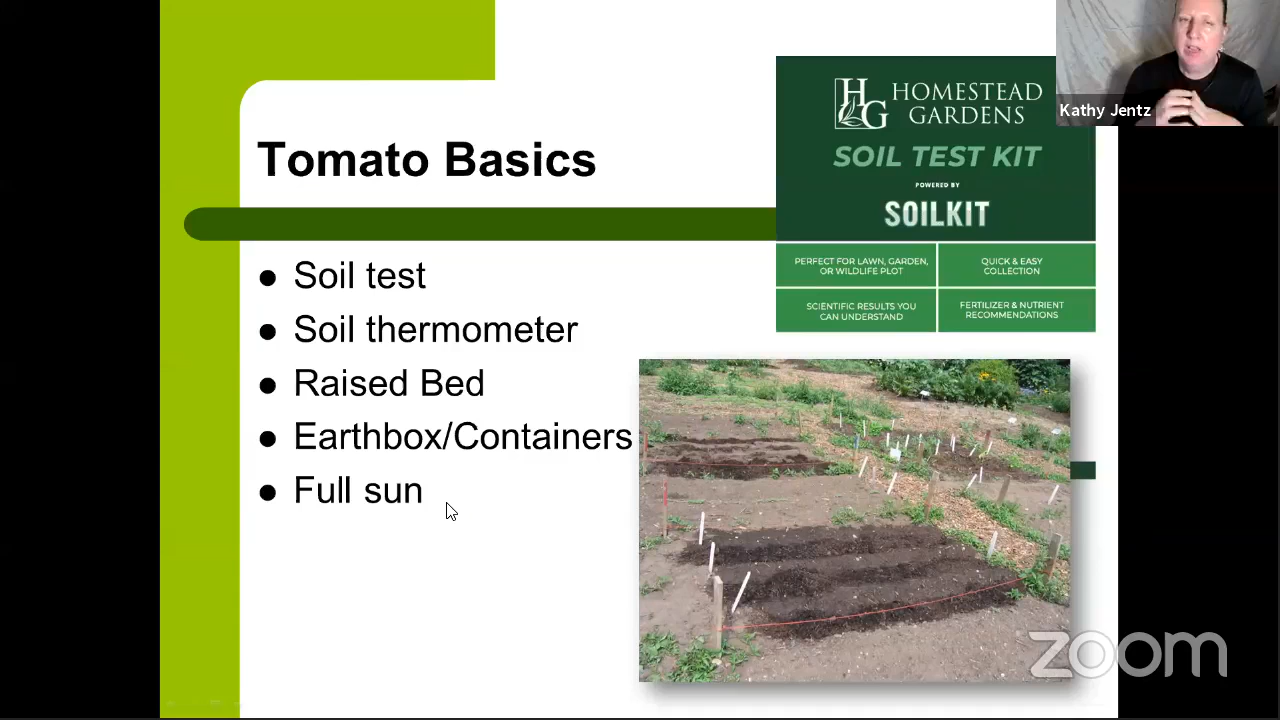 Tomato Basics
Soil test
Soil thermometer
Raised Bed
Earthbox/Containers
Full sun
HG
HOMESTEAD
GARDENS
SOIL TEST KIT
POWERED BY
SOILKIT
PERFECT FOR LAWN, GARDEN,
OR WILDLIFE PLOT
QUICK & EASY
COLLECTION
SCIENTIFIC RESULTS YOU
CAN UNDERSTAND
FERTILIZER & NUTRIENT
RECOMMENDATIONS
Kathy Jentz
zoom